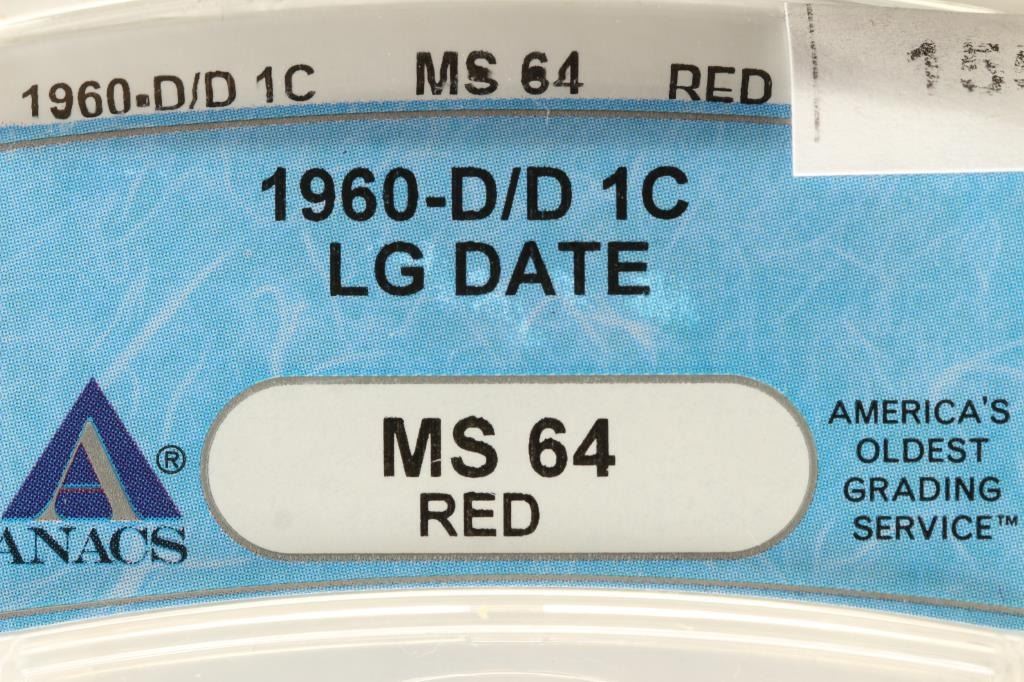 1960-D/D 1C MS 64 RED
1960-D/D 1C
LG DATE
MS 64
RED
ANACS®
AMERICA'S
OLDEST
GRADING
SERVICE™